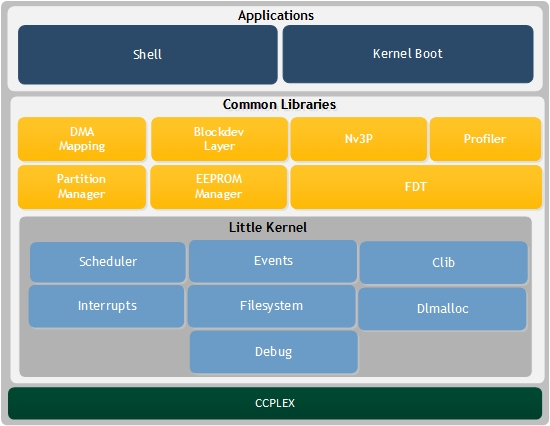 Applications
Shell
Kernel Boot
Common Libraries
DMA
Mapping
Blockdev
Layer
Nv3P
Profiler
Partition
Manager
EEPROM
Manager
FDT
Little Kernel
Scheduler
Events
Clib
Interrupts
Filesystem
Dlmalloc
Debug
CCPLEX